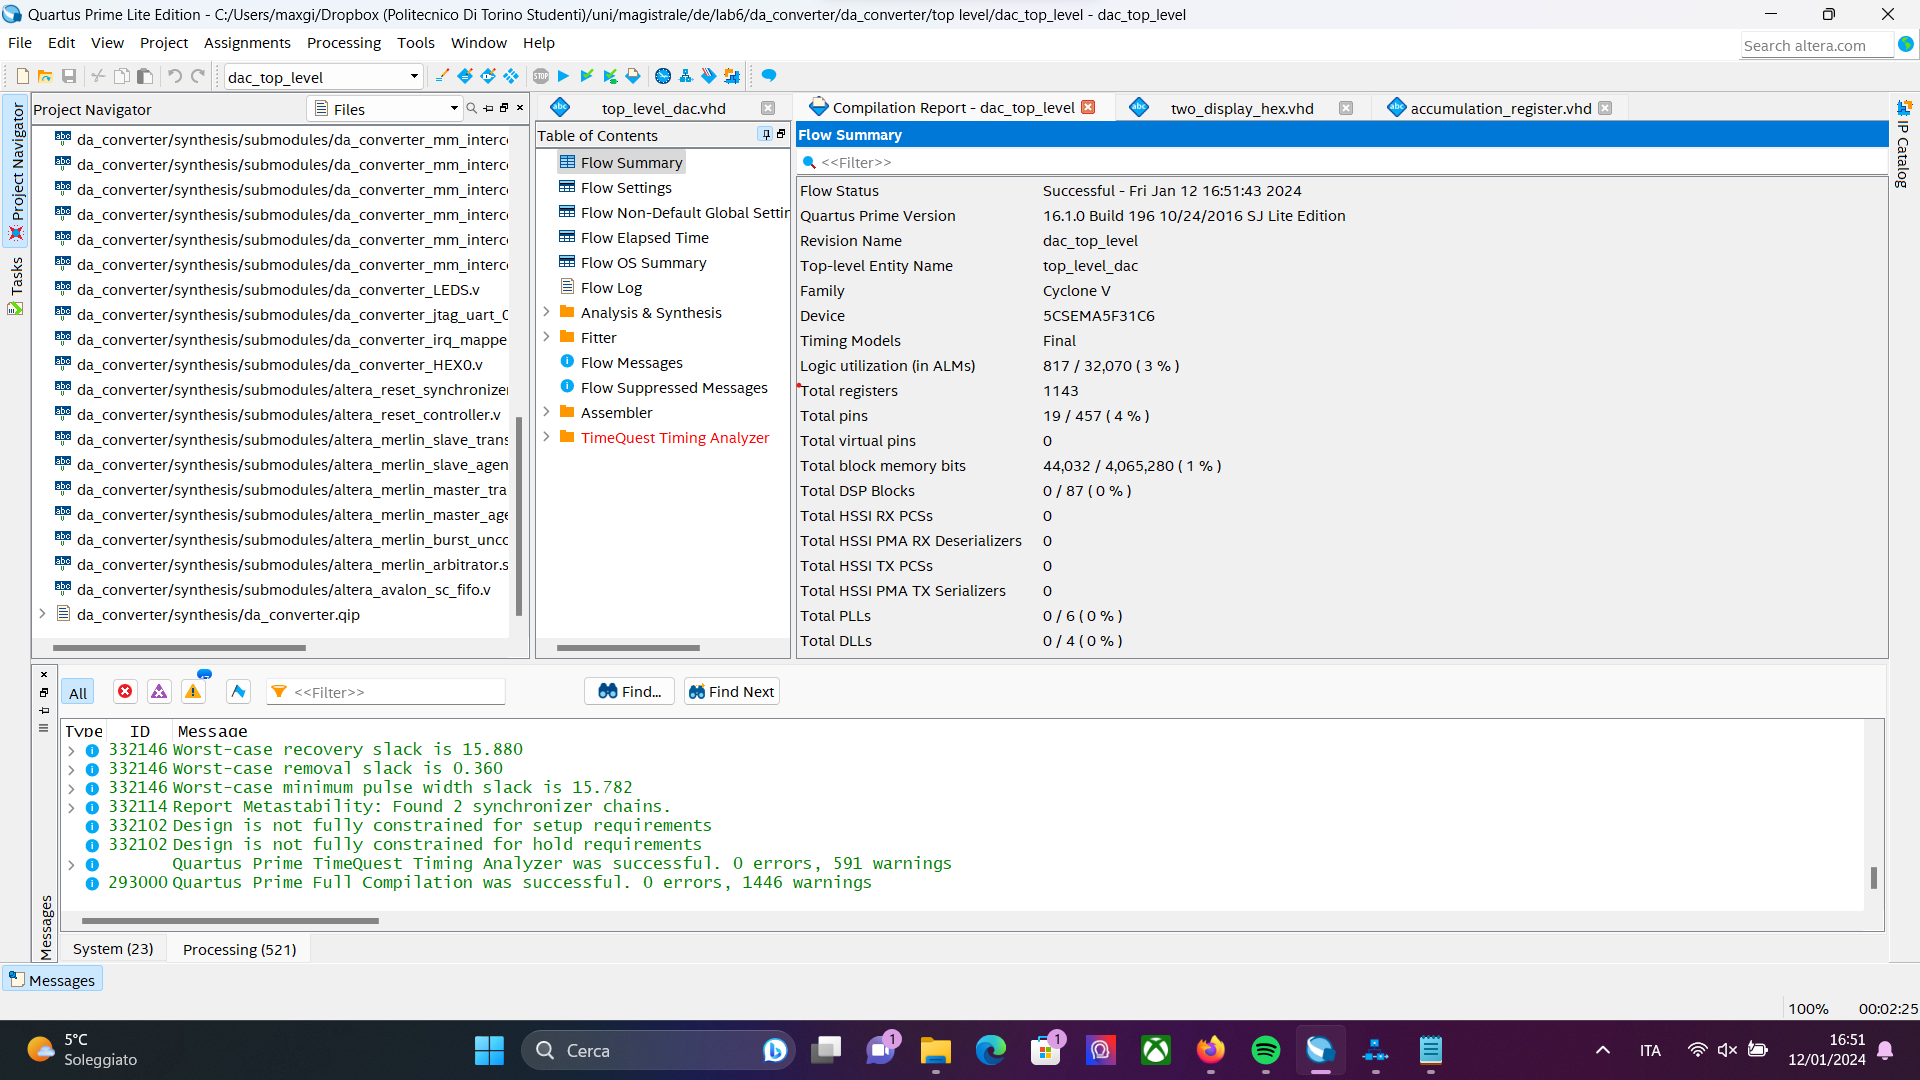 Quartus Prime Lite Edition - C:/Users/maxgi/Dropbox (Politecnico Di Torino Studenti)/uni/magistrale/de/lab6/da_converter/da_converter/top level/dac_top_level - dac_top_level
File Edit View Project Assignments Processing Tools Window Help
Search altera.com
dac_top_level
STOP
Project Navigator
Files
top_level_dac.vhd
Compilation Report - dac_top_level
two_display_hex.vhd
accumulation_register.vhd
Project Navigator
Tasks
IP Catalog
da_converter/synthesis/submodules/da_converter_mm_interc
da_converter/synthesis/submodules/da_converter_mm_interc
da_converter/synthesis/submodules/da_converter_mm_interc
da_converter/synthesis/submodules/da_converter_mm_interc
da_converter/synthesis/submodules/da_converter_mm_interc
da_converter/synthesis/submodules/da_converter_mm_interc
da_converter/synthesis/submodules/da_converter_LEDS.v
da_converter/synthesis/submodules/da_converter_jtag_uart_0
da_converter/synthesis/submodules/da_converter_irq_mappe
da_converter/synthesis/submodules/da_converter_HEX0.v
da_converter/synthesis/submodules/altera_reset_synchronizer
da_converter/synthesis/submodules/altera_reset_controller.v
da_converter/synthesis/submodules/altera_merlin_slave_trans
da_converter/synthesis/submodules/altera_merlin_slave_agen
da_converter/synthesis/submodules/altera_merlin_master_tra
da_converter/synthesis/submodules/altera_merlin_master_age
da_converter/synthesis/submodules/altera_merlin_burst_unco
da_converter/synthesis/submodules/altera_merlin_arbitrator.s
da_converter/synthesis/submodules/altera_avalon_sc_fifo.v
da_converter/synthesis/da_converter.qip
Table of Contents
Flow Summary
Flow Settings
Flow Non-Default Global Settin
Flow Elapsed Time
Flow OS Summary
Flow Log
Analysis & Synthesis
Fitter
Flow Messages
Flow Suppressed Messages
Assembler
TimeQuest Timing Analyzer
Flow Summary
<<Filter>>
Flow Status Successful - Fri Jan 12 16:51:43 2024
Quartus Prime Version 16.1.0 Build 196 10/24/2016 SJ Lite Edition
Revision Name dac_top_level
Top-level Entity Name top_level_dac
Family Cyclone V
Device 5CSEMA5F31C6
Timing Models Final
Logic utilization (in ALMs) 817 / 32,070 ( 3 % )
Total registers 1143
Total pins 19 / 457 ( 4 % )
Total virtual pins 0
Total block memory bits 44,032 / 4,065,280 ( 1 % )
Total DSP Blocks 0 / 87 ( 0 % )
Total HSSI RX PCSs 0
Total HSSI PMA RX Deserializers 0
Total HSSI TX PCSs 0
Total HSSI PMA TX Serializers 0
Total PLLs 0 / 6 ( 0 % )
Total DLLs 0 / 4 ( 0 % )
All
<<Filter>>
Find...
Find Next
Type ID Message
332146 Worst-case recovery slack is 15.880
332146 Worst-case removal slack is 0.360
332146 Worst-case minimum pulse width slack is 15.782
332114 Report Metastability: Found 2 synchronizer chains.
332102 Design is not fully constrained for setup requirements
332102 Design is not fully constrained for hold requirements
Quartus Prime TimeQuest Timing Analyzer was successful. 0 errors, 591 warnings
293000 Quartus Prime Full Compilation was successful. 0 errors, 1446 warnings
Messages
System (23)
Processing (521)
Messages
100% 00:02:25
5°C
Soleggiato
Cerca
1
1
ITA
16:51
12/01/2024